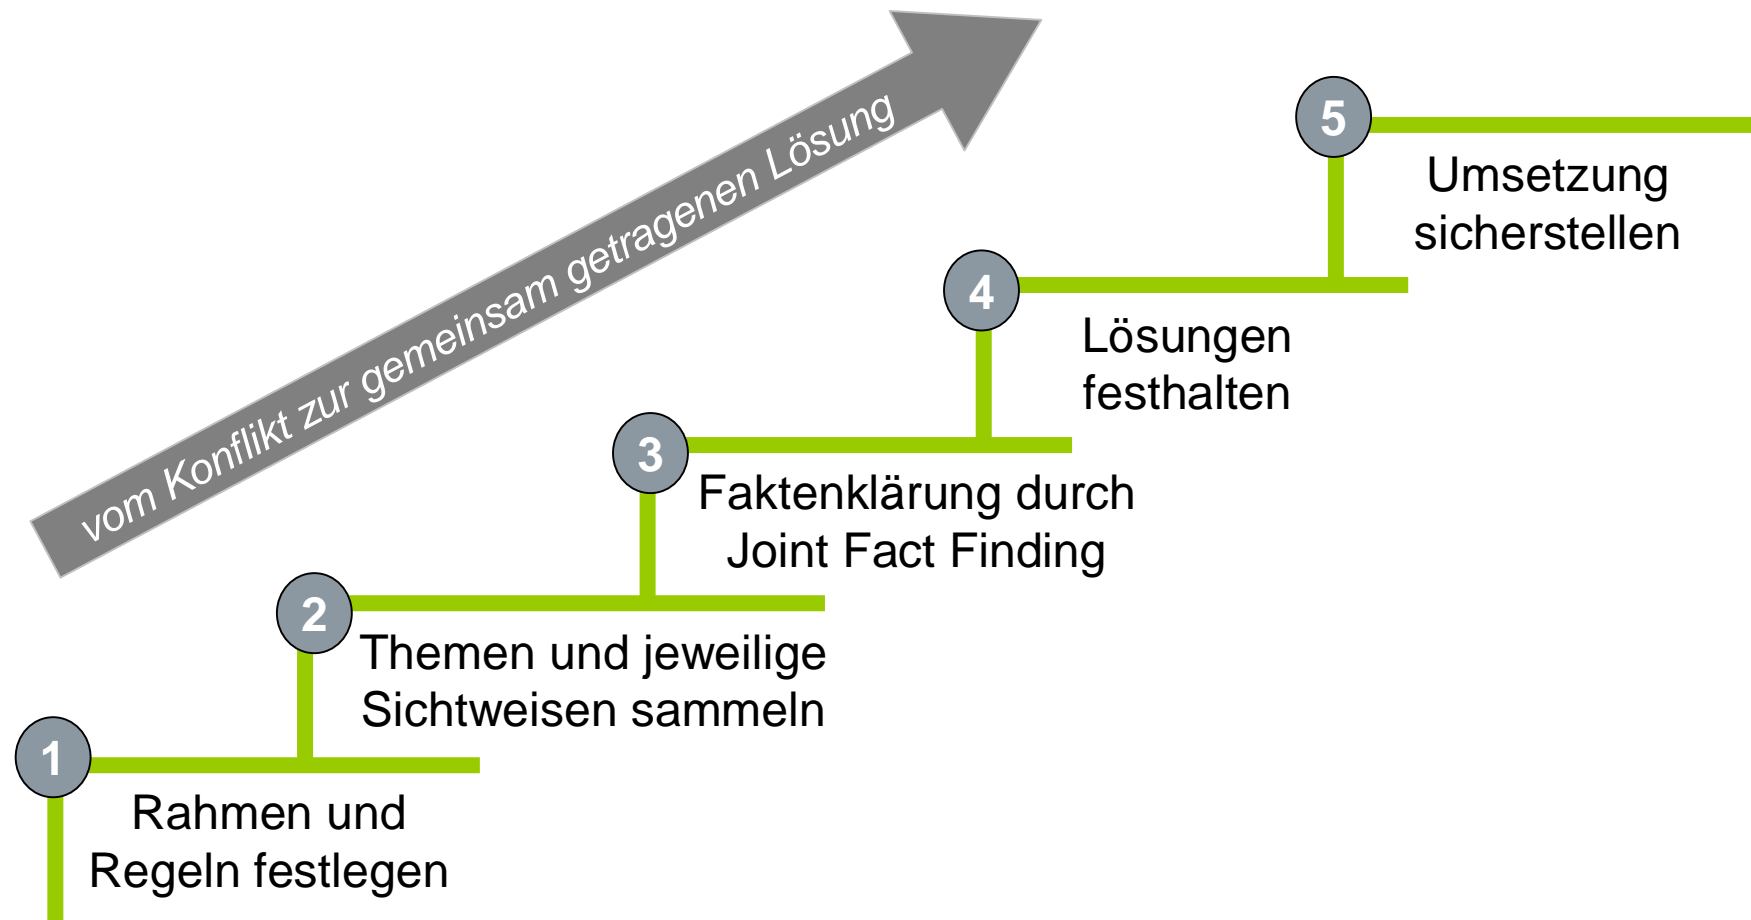 vom Konflikt zur gemeinsam getragenen Lösung
5
Umsetzung
sicherstellen
4
Lösungen
festhalten
3
Faktenklärung durch
Joint Fact Finding
2
Themen und jeweilige
Sichtweisen sammeln
1
Rahmen und
Regeln festlegen